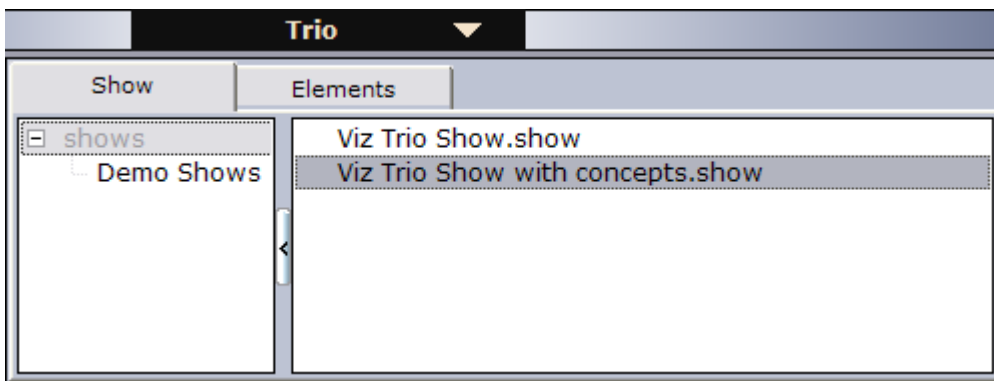 Trio
Show
Elements
shows
Demo Shows
Viz Trio Show.show
Viz Trio Show with concepts.show